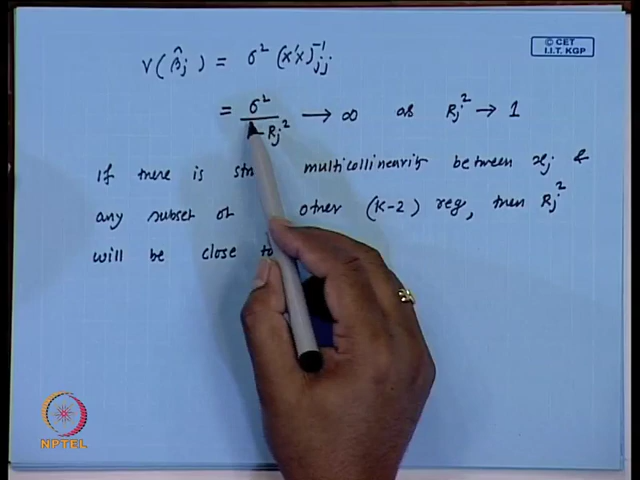 © CET
I.I.T. KGP
V(β̂j) = σ² (X'X)⁻¹jj
= σ² / - Rj² → ∞ as Rj² → 1
If there is multicollinearity between xj &
any subset of other (K-2) reg, then Rj²
will be close to
NPTEL